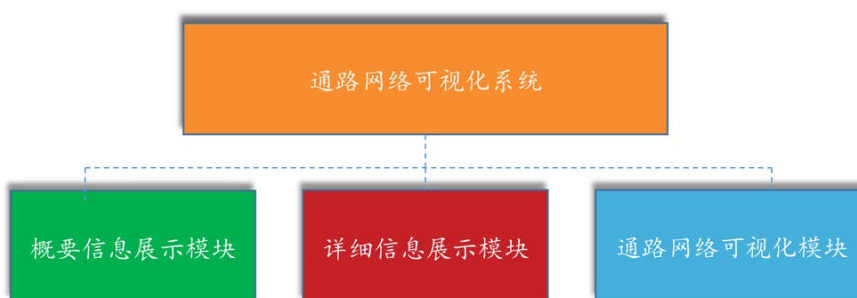 通路网络可视化系统
概要信息展示模块
详细信息展示模块
通路网络可视化模块